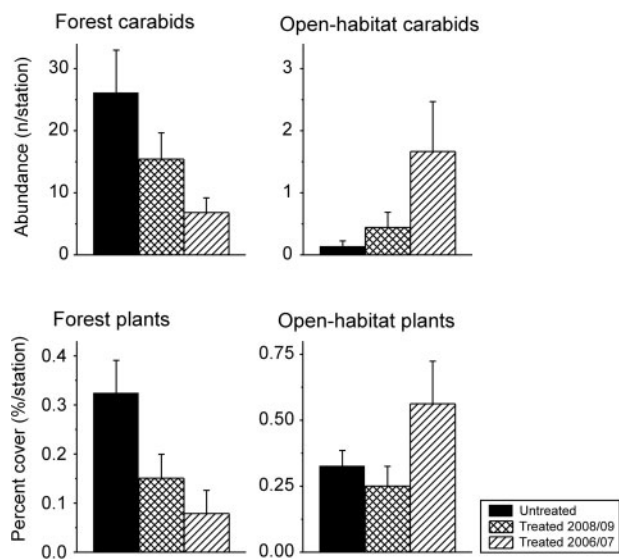 Forest carabids
Open-habitat carabids
Abundance (n/station)
30
20
10
0
3
2
1
0
Forest plants
Open-habitat plants
Percent cover (%/station)
0.4
0.3
0.2
0.1
0.0
0.75
0.50
0.25
0.00
Untreated
Treated 2008/09
Treated 2006/07